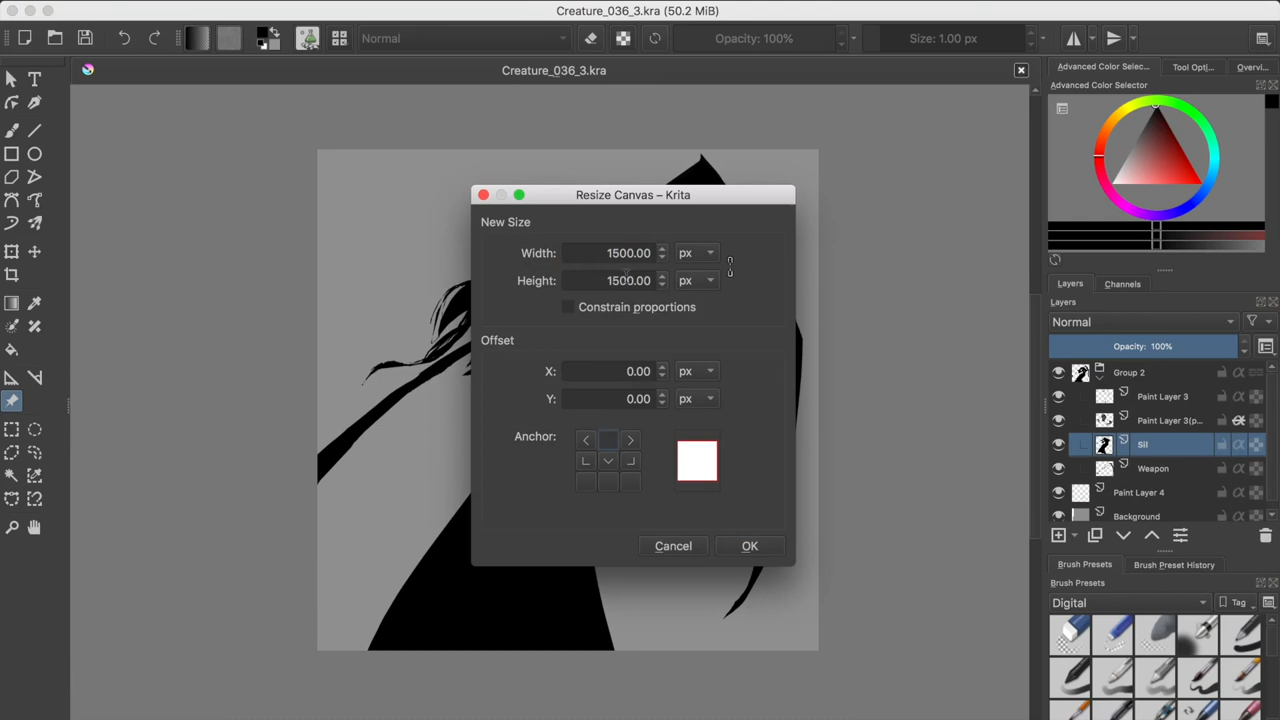 Creature_036_3.kra (50.2 MiB)
Normal
Opacity: 100%
Size: 1.00 px
Creature_036_3.kra
Advanced Color Selec...
Tool Opti...
Overvi...
Advanced Color Selector
Resize Canvas – Krita
New Size
Width: 1500.00 px
Height: 1500.00 px
Constrain proportions
Offset
X: 0.00 px
Y: 0.00 px
Anchor:
Cancel
OK
Layers
Channels
Layers
Normal
Opacity: 100%
Group 2
Paint Layer 3
Paint Layer 3(p...
Sil
Weapon
Paint Layer 4
Background
Brush Presets
Brush Preset History
Brush Presets
Digital
Tag